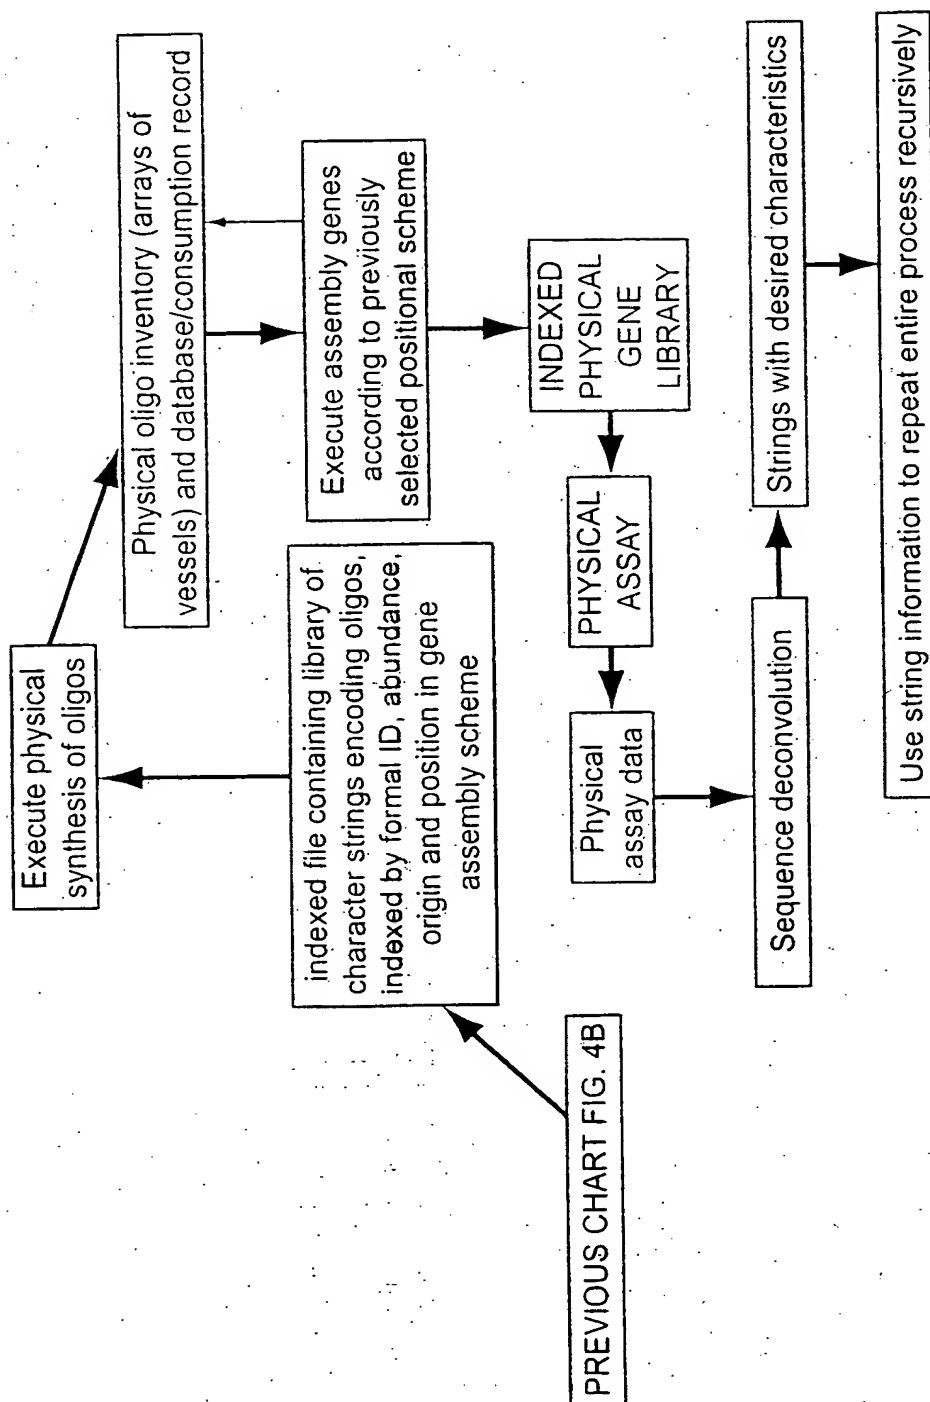 PREVIOUS CHART FIG. 4B
indexed file containing library of
character strings encoding oligos,
indexed by formal ID, abundance,
origin and position in gene
assembly scheme
Execute physical
synthesis of oligos
Physical oligo inventory (arrays of
vessels) and database/consumption record
Execute assembly genes
according to previously
selected positional scheme
INDEXED
PHYSICAL
GENE
LIBRARY
PHYSICAL
ASSAY
Physical
assay data
Sequence deconvolution
Strings with desired characteristics
Use string information to repeat entire process recursively